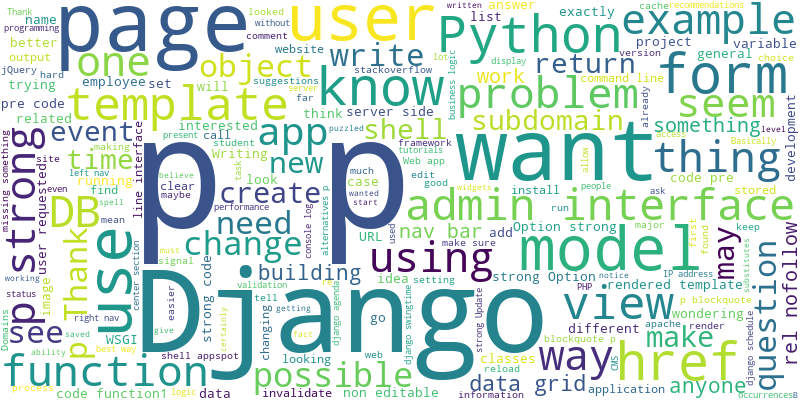 page
user
Python
example
p p
Django
want
know
one
object
write
return
form
template
problem
seem
subdomain
something
thing
app
shell
event
time
new
create
need
change
DB
use
p strong
p Thank
see
function
possible
building
using
admin interface
nav bar
model
view
way
may
make
href
anyone
question
rel nofollow
data grid
strong Option
Option strong
rendered template
server side
work
list
answer
exactly
project
variable
general
command line
code pre
development
stored
wondering
different
application
classes
non editable
invalidate
data
code function1
strong code
WSGI
URL
idea
add
make sure
look
case
think
call
interested
Writing
set
employee
name
better
output
trying
pre code
related
running
find
mean
image
user requested
line interface
missing something
Thank
programming
jQuery
hard
website
comment
stackoverflow
suggestions
server
far
will
looked
without
written
lot
display
business logic
version
cache
recommendations
choice
already
access
level
Basically
install
run
people
ask
allow
widgets
framework
tutorials
Web app
edit
good
much
wanted
start
puzzled
present
student
clear
maybe
believe
task
performance
console log
alternatives p
used
signal
changing
tell
easier
validation
getting
setting
looking
web
go
reload
django agenda
django swingtime
strong Update
blockquote p
p blockquote
PHP
CMS
apache
render
IP address
notice
major
first
found
keep
substitutes
django schedule
information
occurrences
logic
process
ability
best way
give
must
certainly
fact
shell appspot
saved
right nav
left nav
center section
status
working
Domains
site
even
spell
making